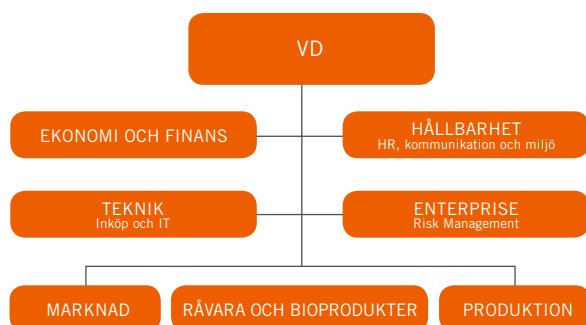 VD
EKONOMI OCH FINANS
HÅLLBARHET
HR, kommunikation och miljö
TEKNIK
Inköp och IT
ENTERPRISE
Risk Management
MARKNAD
RÅVARA OCH BIOPRODUKTER
PRODUKTION